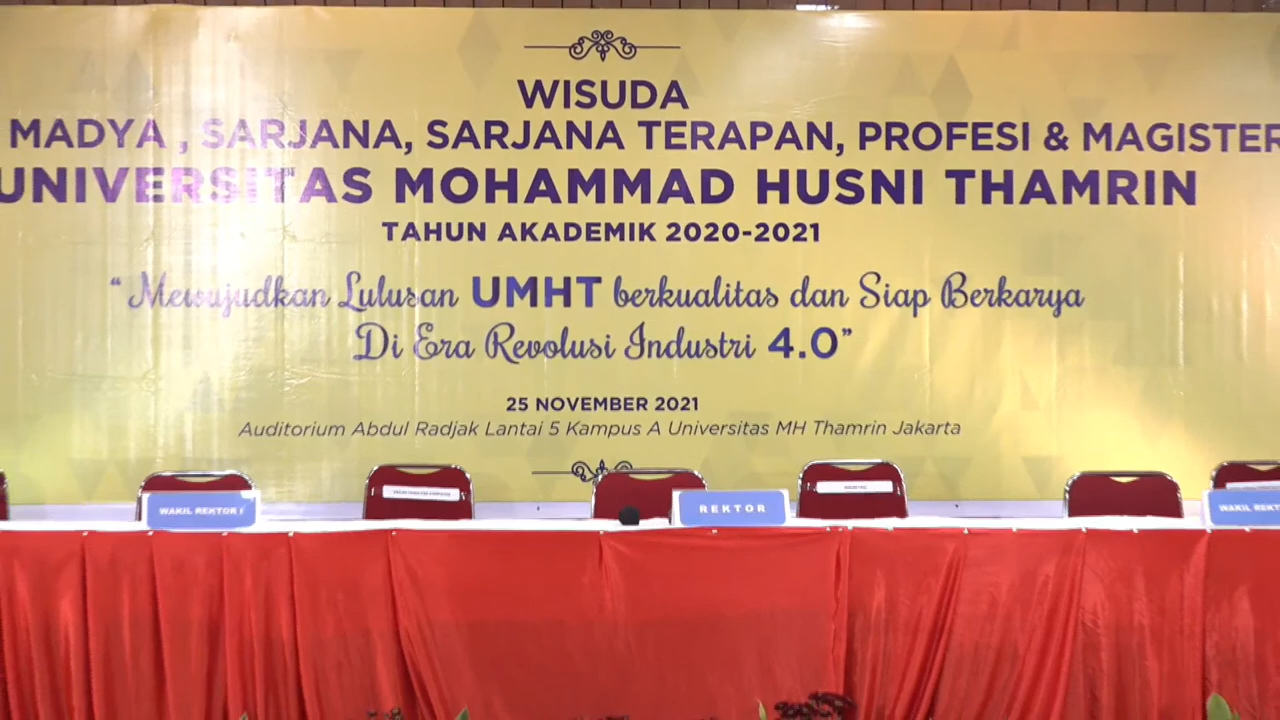 WISUDA
MADYA , SARJANA, SARJANA TERAPAN, PROFESI & MAGISTER
UNIVERSITAS MOHAMMAD HUSNI THAMRIN
TAHUN AKADEMIK 2020-2021
“Mewujudkan Lulusan UMHT berkualitas dan Siap Berkarya
Di Era Revolusi Industri 4.0”
25 NOVEMBER 2021
Auditorium Abdul Radjak Lantai 5 Kampus A Universitas MH Thamrin Jakarta
WAKIL REKTOR I
REKTOR
WAKIL REKT